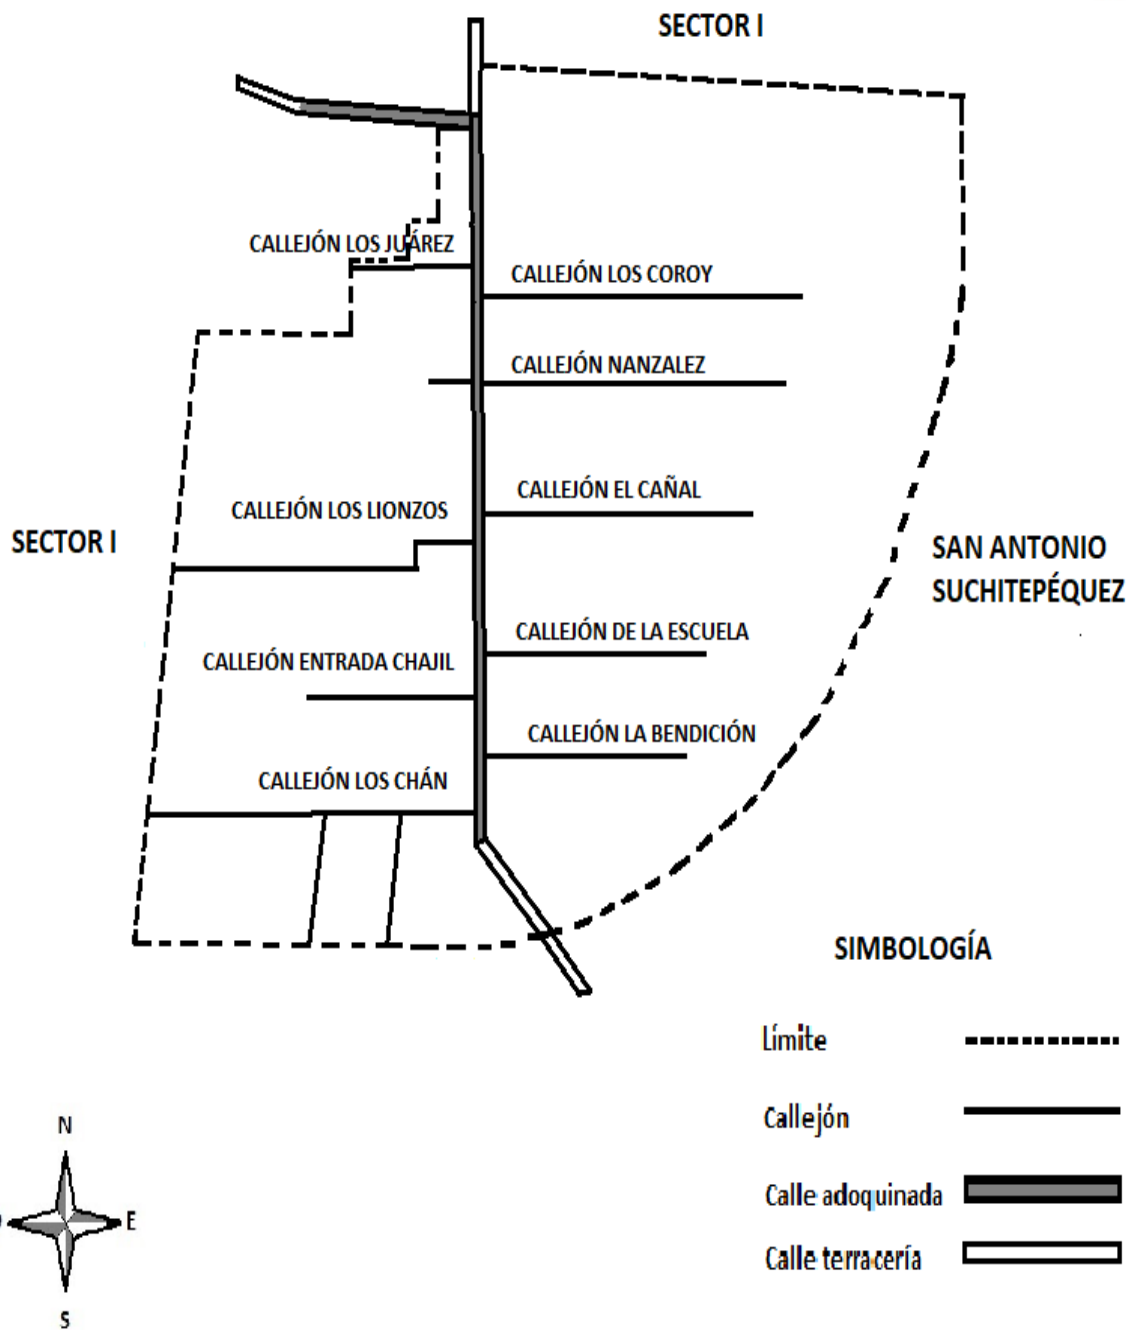 SECTOR I
CALLEJÓN LOS JUÁREZ
CALLEJÓN LOS COROY
CALLEJÓN NANZALEZ
CALLEJÓN EL CAÑAL
CALLEJÓN LOS LIONZOS
SECTOR I
SAN ANTONIO
SUCHITEPÉQUEZ
CALLEJÓN DE LA ESCUELA
CALLEJÓN ENTRADA CHAJIL
CALLEJÓN LA BENDICIÓN
CALLEJÓN LOS CHÁN
SIMBOLOGÍA
Límite
Callejón
Calle adoquinada
Calle terracería
N
E
S